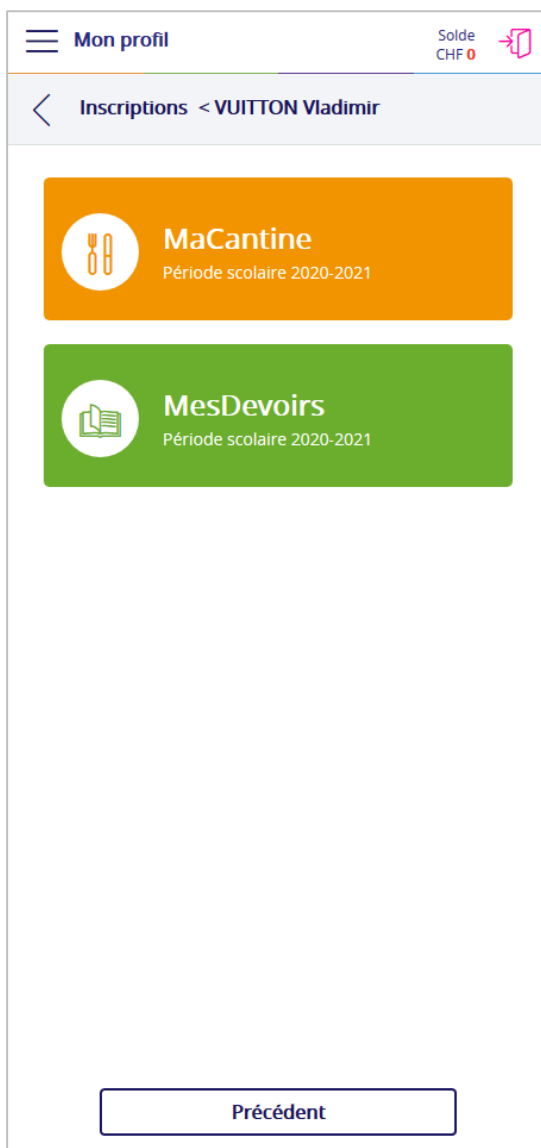 Mon profil
Solde
CHF 0
Inscriptions < VUITTON Vladimir
MaCantine
Période scolaire 2020-2021
MesDevoirs
Période scolaire 2020-2021
Précédent